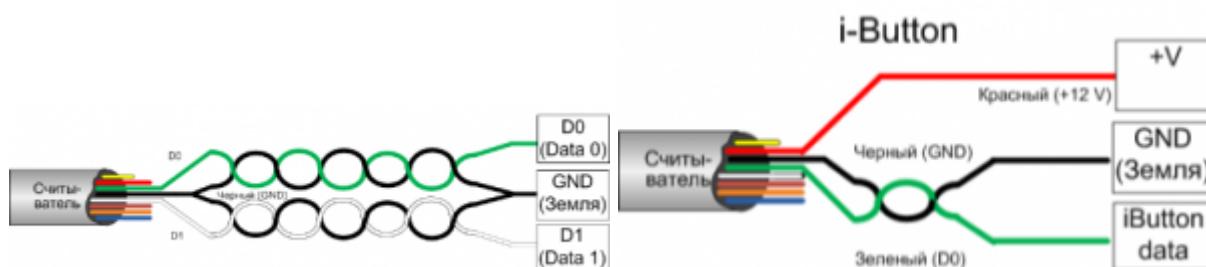 D0
Считы-
ватель
Черный (GND)
D1
D0
(Data 0)
GND
(Земля)
D1
(Data 1)
i-Button
+V
Красный (+12 V)
Считы-
ватель
Черный (GND)
GND
(Земля)
Зеленый (D0)
iButton
data